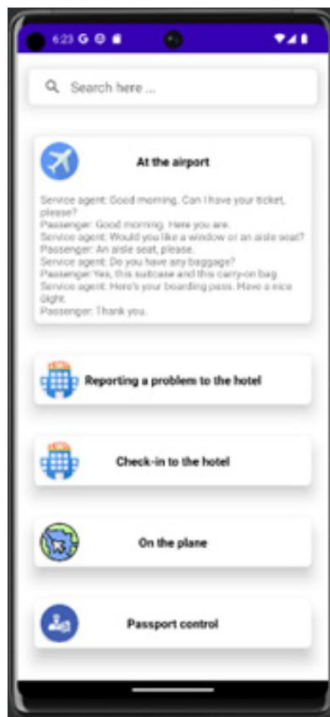 6:23
Search here ...
At the airport
Service agent: Good morning. Can I have your ticket,
please?
Passenger: Good morning. Here you are.
Service agent: Would you like a window or an aisle seat?
Passenger: An aisle seat, please.
Service agent: Do you have any baggage?
Passenger:Yes, this suitcase and this carry-on bag
Service agent: Here's your boarding pass. Have a nice
Passenger: Thank you.
Reporting a problem to the hotel
Check-in to the hotel
On the plane
Passport control